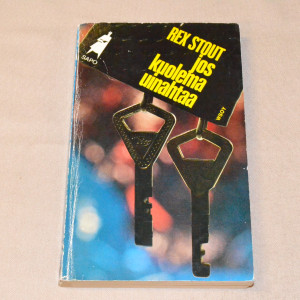 REX STOUT
jos
kuolema
uinahtaa
SAPO
WSOY